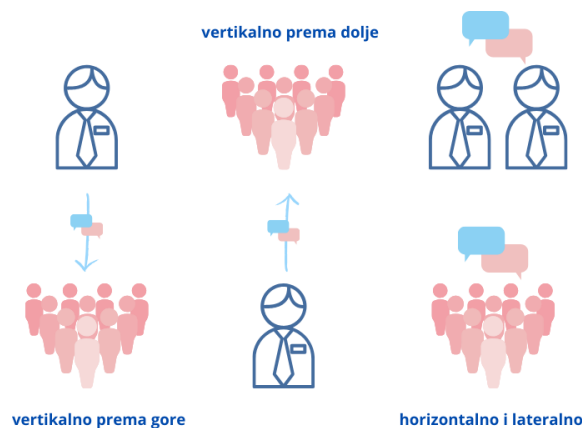 vertikalno prema dolje
vertikalno prema gore
horizontalno i lateralno